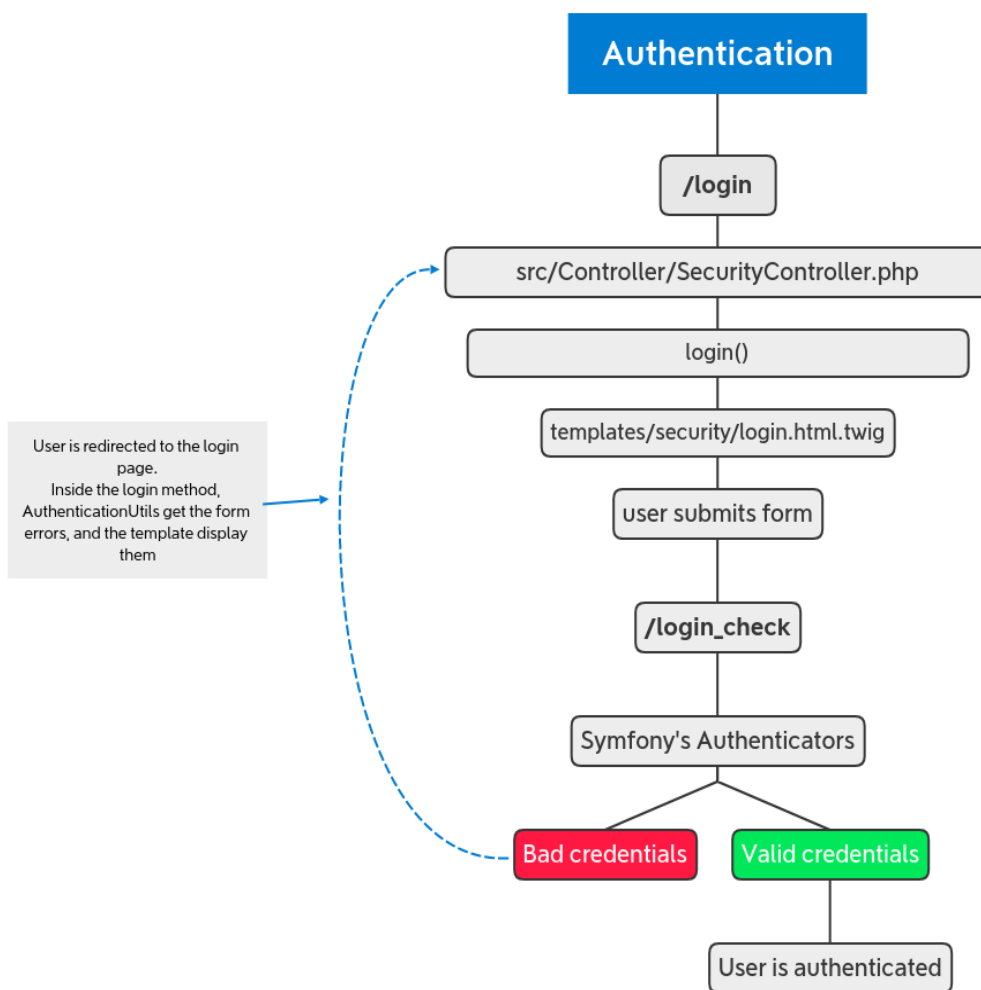 Authentication
/login
src/Controller/SecurityController.php
login()
templates/security/login.html.twig
User is redirected to the login
page.
Inside the login method,
AuthenticationUtils get the form
errors, and the template display
them
user submits form
/login_check
Symfony's Authenticators
Bad credentials
Valid credentials
User is authenticated